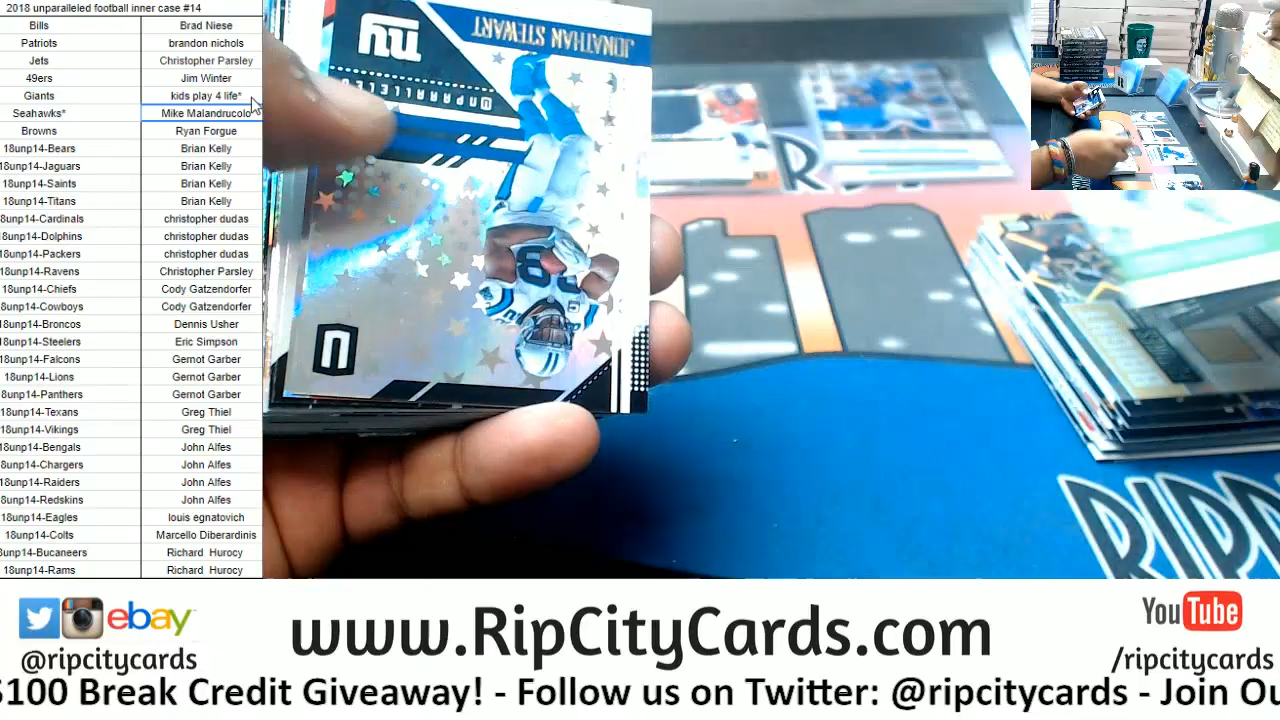 2018 unparalleled football inner case #14
Bills Brad Niese
Patriots brandon nichols
Jets Christopher Parsley
49ers Jim Winter
Giants kids play 4 life*
Seahawks* Mike Malandrucolo
Browns Ryan Forgue
18unp14-Bears Brian Kelly
18unp14-Jaguars Brian Kelly
18unp14-Saints Brian Kelly
18unp14-Titans Brian Kelly
8unp14-Cardinals christopher dudas
8unp14-Dolphins christopher dudas
8unp14-Packers christopher dudas
18unp14-Ravens Christopher Parsley
18unp14-Chiefs Cody Gatzendorfer
8unp14-Cowboys Cody Gatzendorfer
18unp14-Broncos Dennis Usher
8unp14-Steelers Eric Simpson
18unp14-Falcons Gernot Garber
18unp14-Lions Gernot Garber
8unp14-Panthers Gernot Garber
18unp14-Texans Greg Thiel
18unp14-Vikings Greg Thiel
8unp14-Bengals John Alfes
8unp14-Chargers John Alfes
18unp14-Raiders John Alfes
8unp14-Redskins John Alfes
18unp14-Eagles louis egnatovich
18unp14-Colts Marcello Diberardinis
8unp14-Bucaneers Richard Hurocy
18unp14-Rams Richard Hurocy
JONATHAN STEWART
ny
UNPARALLELE
U
R
RIPP
ebay
@ripcitycards
www.RipCityCards.com
YouTube
/ripcitycards
$100 Break Credit Giveaway! - Follow us on Twitter: @ripcitycards - Join Ou